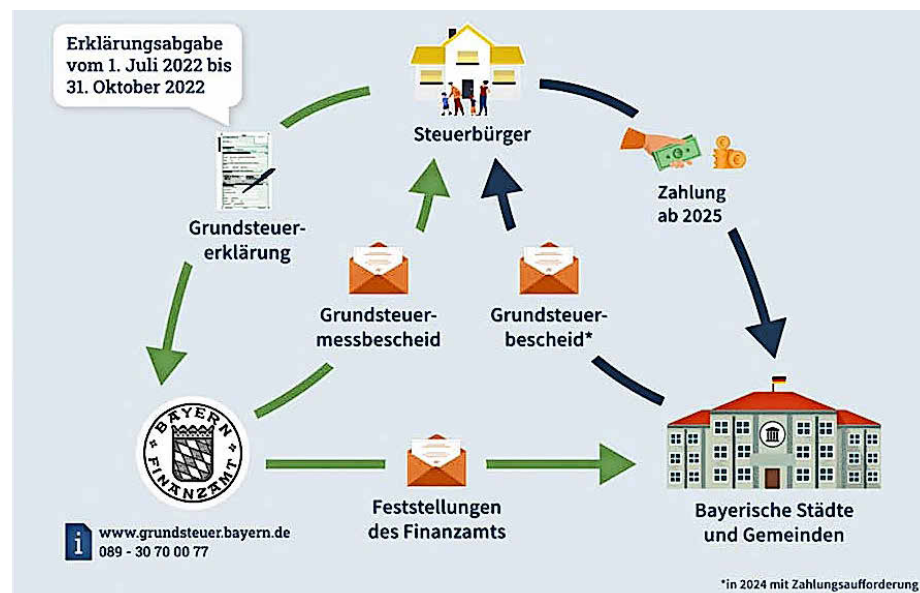 Erklärungsabgabe
vom 1. Juli 2022 bis
31. Oktober 2022
Steuerbürger
Grundsteuer-
erklärung
Zahlung
ab 2025
Grundsteuer-
messbescheid
Grundsteuer-
bescheid*
BAYERN
FINANZAMT
Feststellungen
des Finanzamts
Bayerische Städte
und Gemeinden
i
www.grundsteuer.bayern.de
089 - 30 70 00 77
*in 2024 mit Zahlungsaufforderung